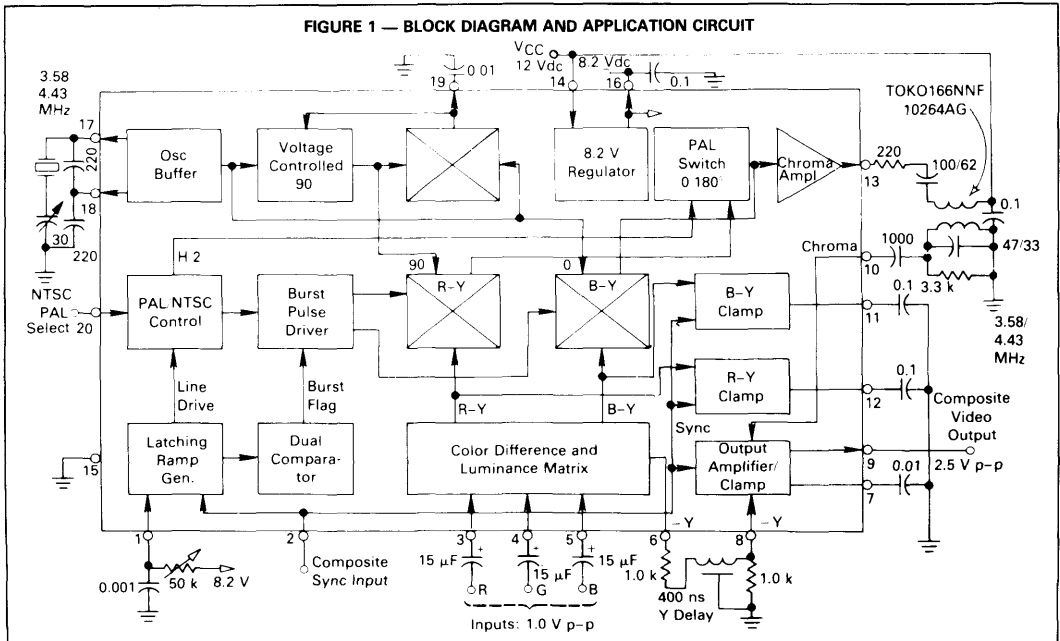 FIGURE 1 — BLOCK DIAGRAM AND APPLICATION CIRCUIT
VCC
12 Vdc
8.2 Vdc
14
16
0.1
0 01
19
TOKO166NNF
10264AG
3.58
4.43
MHz
17
220
18
30
220
Osc
Buffer
Voltage
Controlled
90
8.2 V
Regulator
PAL
Switch
0 180°
Chroma
Ampl
13
220
100/62
0.1
Chroma
10
1000
47/33
3.3 k
3.58/
4.43
MHz
H 2
NTSC
PAL
Select 20
PAL/NTSC
Control
Burst
Pulse
Driver
90
R–Y
0
B–Y
B–Y
Clamp
11
0.1
R–Y
Clamp
12
0.1
Line
Drive
Burst
Flag
R–Y
B–Y
Sync
Composite
Video
Output
15
Latching
Ramp
Gen.
Dual
Compara-
tor
Color Difference and
Luminance Matrix
Output
Amplifier/
Clamp
9
2.5 V p–p
7
0.01
1
2
3
4
5
6
–Y
8
–Y
0.001
50 k
8.2 V
Composite
Sync Input
15 µF
+
15 µF
+
15 µF
R
G
B
1.0 k
400 ns
Y Delay
1.0 k
Inputs: 1.0 V p–p